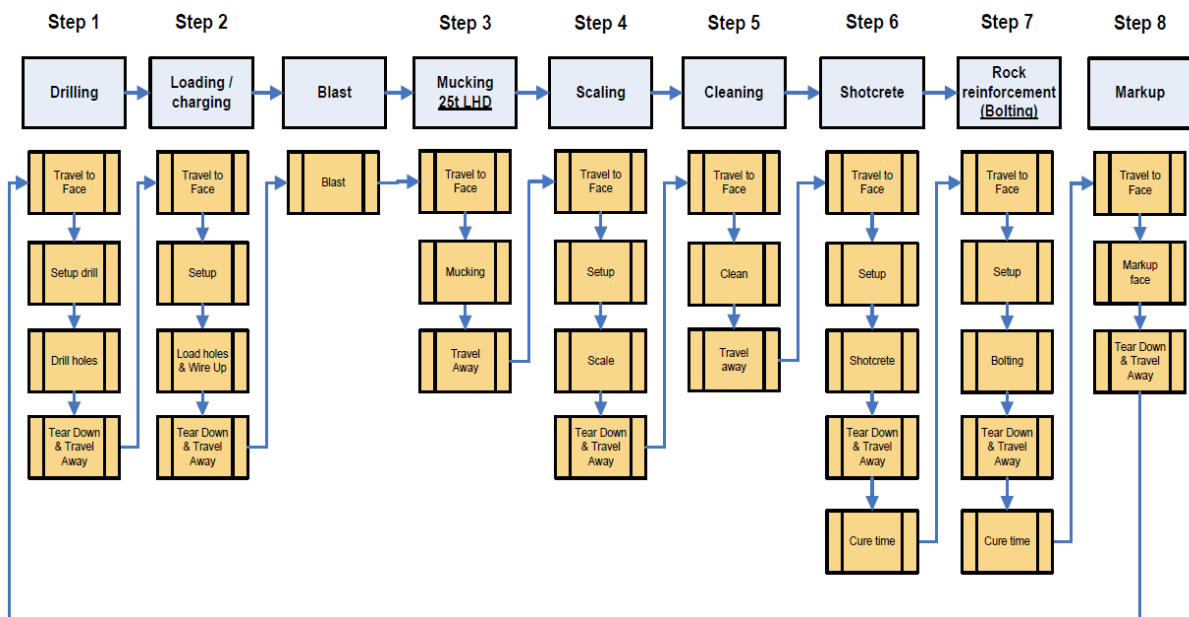 Step 1
Step 2
Step 3
Step 4
Step 5
Step 6
Step 7
Step 8
Drilling
Loading /
charging
Blast
Mucking
25t LHD
Scaling
Cleaning
Shotcrete
Rock
reinforcement
(Bolting)
Markup
Travel to
Face
Setup drill
Drill holes
Tear Down
& Travel
Away
Travel to
Face
Setup
Load holes
& Wire Up
Tear Down
& Travel
Away
Blast
Travel to
Face
Mucking
Travel
Away
Travel to
Face
Setup
Scale
Tear Down
& Travel
Away
Travel to
Face
Clean
Travel
away
Travel to
Face
Setup
Shotcrete
Tear Down
& Travel
Away
Cure time
Travel to
Face
Setup
Bolting
Tear Down
& Travel
Away
Cure time
Travel to
Face
Markup
face
Tear Down
& Travel
Away